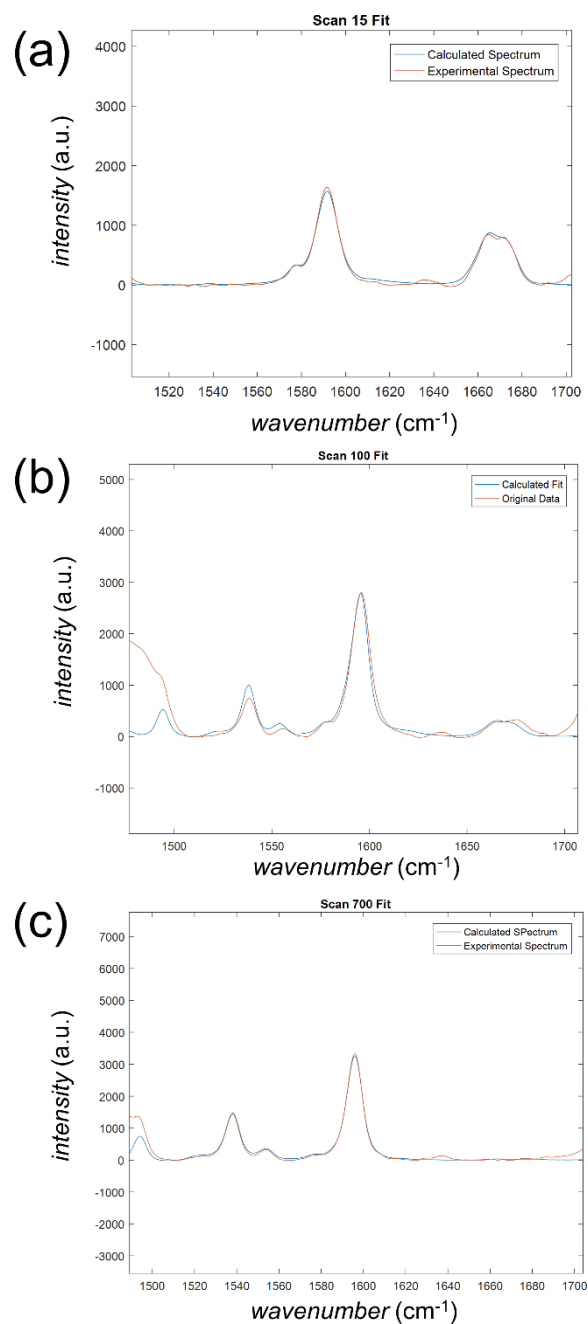 (a)
Scan 15 Fit
Calculated Spectrum
Experimental Spectrum
4000
3000
2000
1000
0
-1000
intensity (a.u.)
1520 1540 1560 1580 1600 1620 1640 1660 1680 1700
wavenumber (cm⁻¹)
(b)
Scan 100 Fit
Calculated Fit
Original Data
5000
4000
3000
2000
1000
0
-1000
intensity (a.u.)
1500 1550 1600 1650 1700
wavenumber (cm⁻¹)
(c)
Scan 700 Fit
Calculated SPectrum
Experimental Spectrum
7000
6000
5000
4000
3000
2000
1000
0
-1000
-2000
-3000
intensity (a.u.)
1500 1520 1540 1560 1580 1600 1620 1640 1660 1680 1700
wavenumber (cm⁻¹)